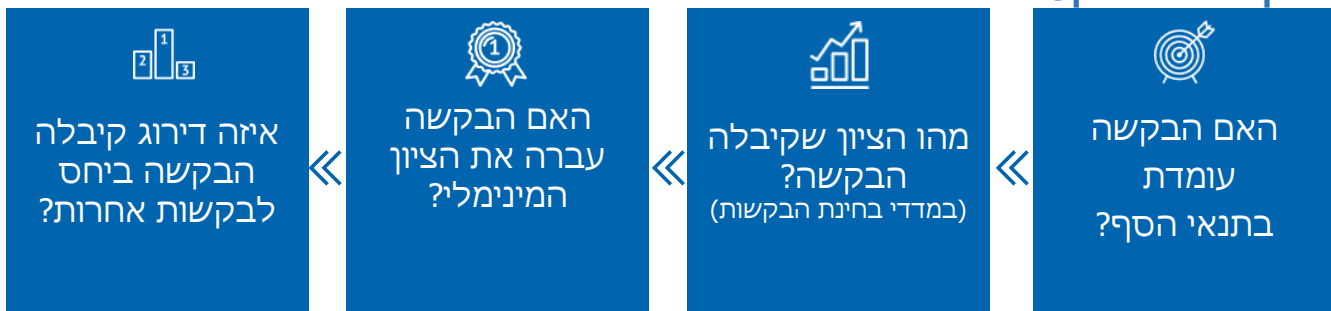 האם הבקשה
עומדת
בתנאי הסף?
מהו הציון שקיבלה
הבקשה?
(במדדי בחינת הבקשות)
1
האם הבקשה
עברה את הציון
המינימלי?
1
2
3
איזה דירוג קיבלה
הבקשה ביחס
לבקשות אחרות?